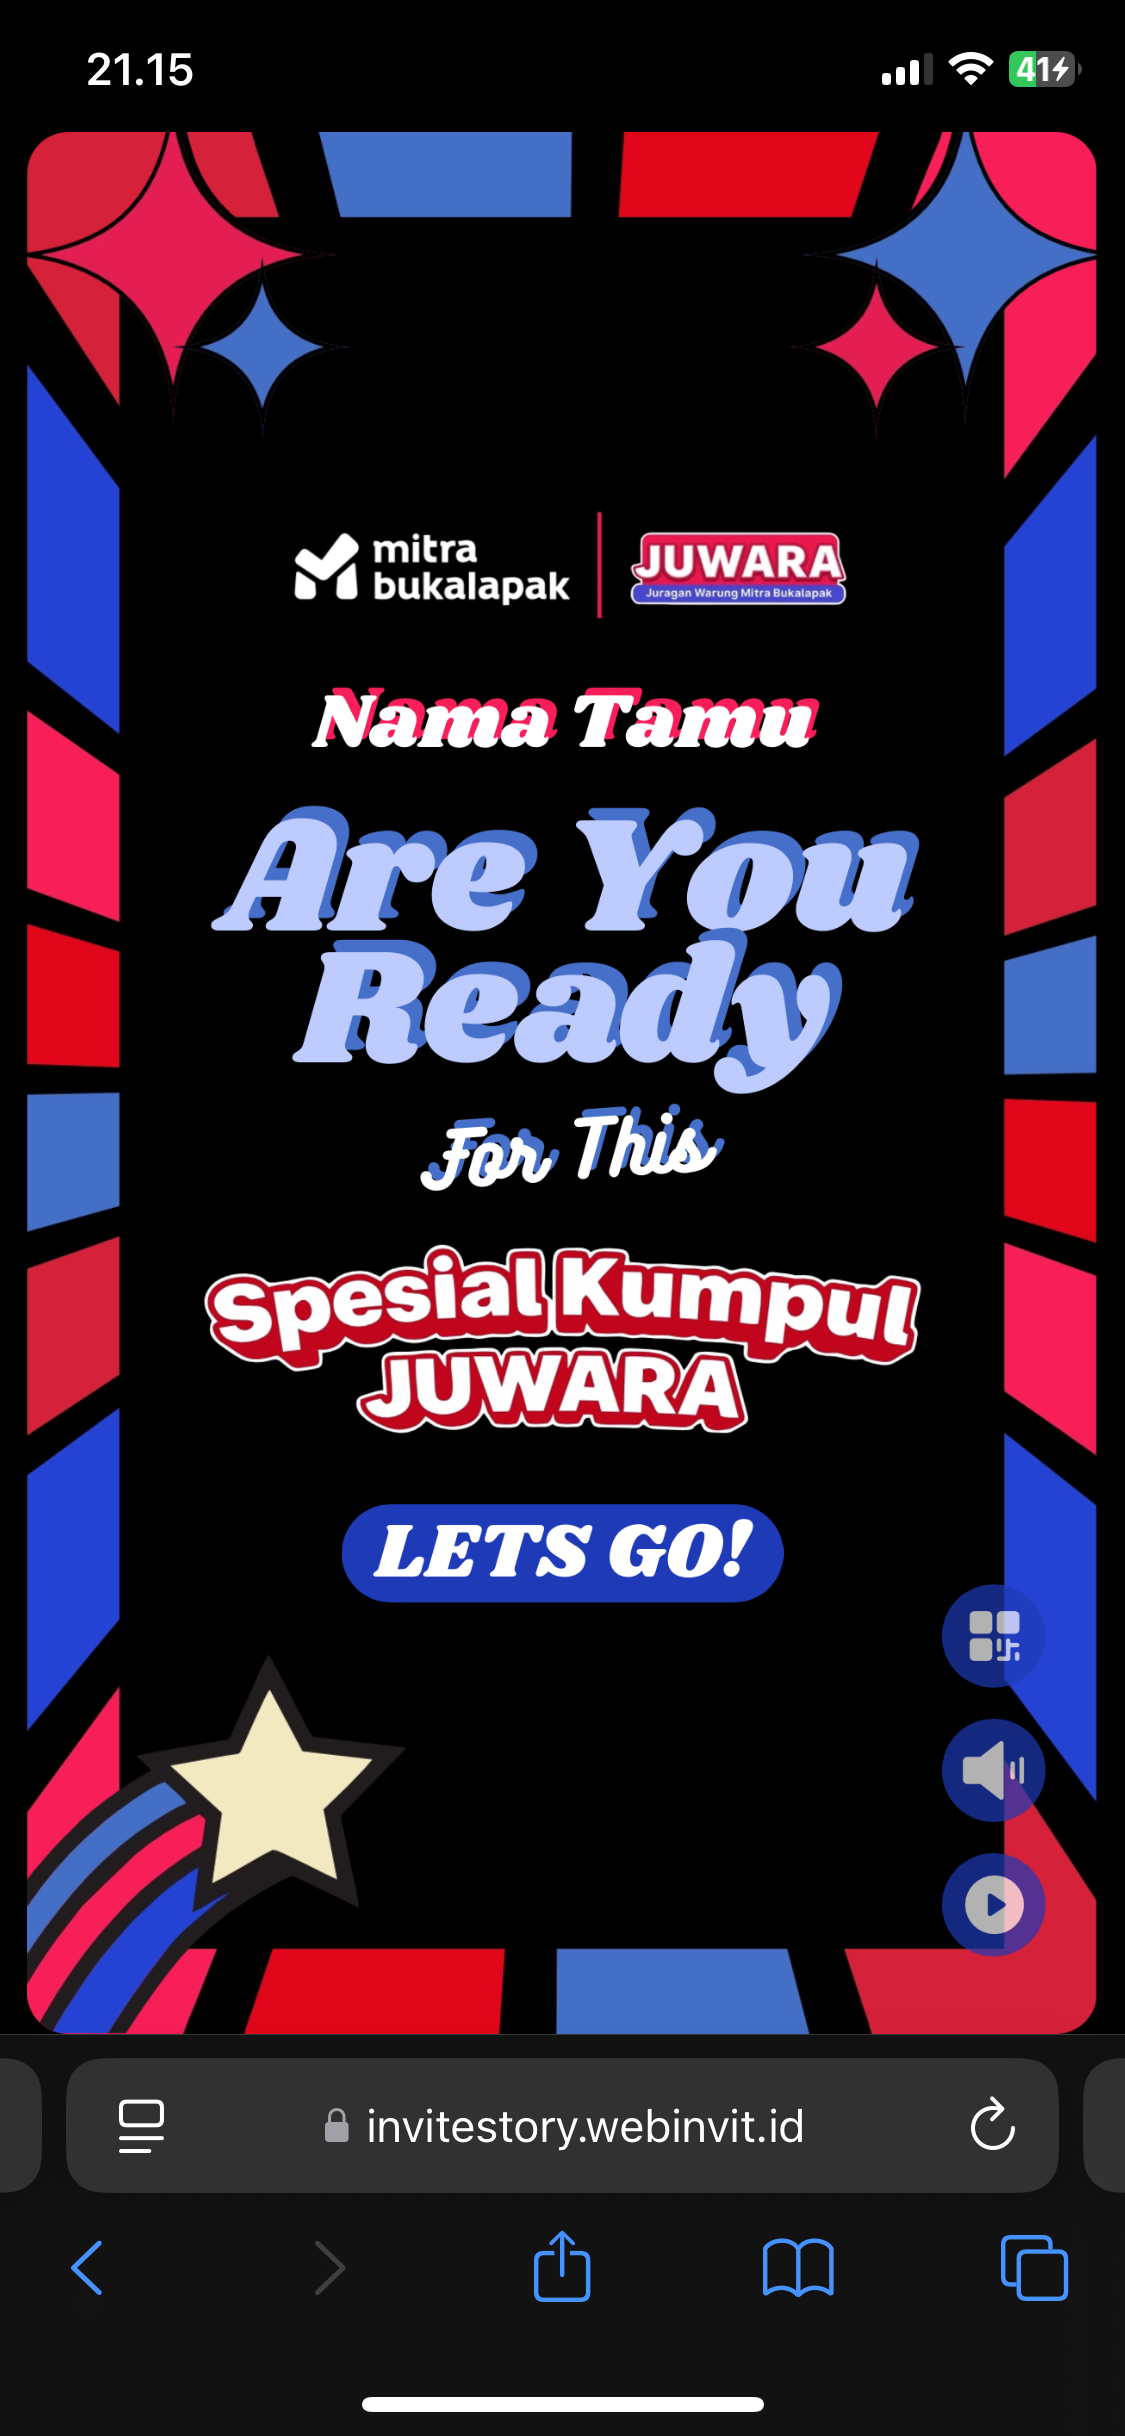 21.15
41
mitra
bukalapak
JUWARA
Juragan Warung Mitra Bukalapak
Nama Tamu
Are You
Ready
For This
Spesial Kumpul
JUWARA
LETS GO!
invitestory.webinvit.id